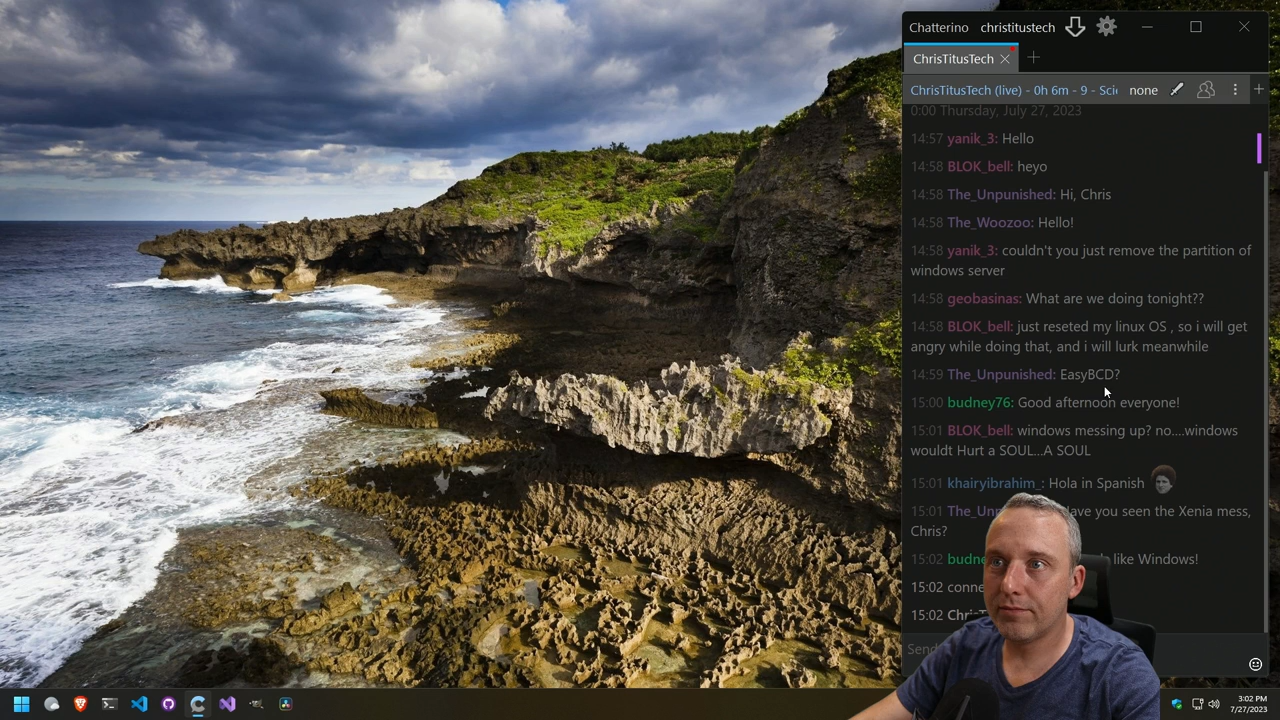 Chatterino christitustech
ChrisTitusTech
ChrisTitusTech (live) - 0h 6m - 9 - Scie none
0:00 Thursday, July 27, 2023
14:57 yanik_3: Hello
14:58 BLOK_bell: heyo
14:58 The_Unpunished: Hi, Chris
14:58 The_Woozoo: Hello!
14:58 yanik_3: couldn't you just remove the partition of
windows server
14:58 geobasinas: What are we doing tonight??
14:58 BLOK_bell: just reseted my linux OS , so i will get
angry while doing that, and i will lurk meanwhile
14:59 The_Unpunished: EasyBCD?
15:00 budney76: Good afternoon everyone!
15:01 BLOK_bell: windows messing up? no....windows
wouldt Hurt a SOUL...A SOUL
15:01 khairyibrahim_: Hola in Spanish
15:01 The_Unp Have you seen the Xenia mess,
Chris?
15:02 budne like Windows!
15:02 conne
15:02 ChrisT
Send
3:02 PM
7/27/2023